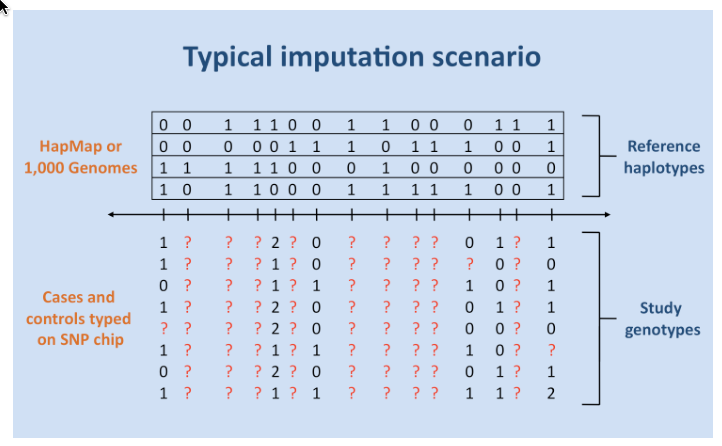 Typical imputation scenario
HapMap or
1,000 Genomes
0 0 1 1 1 0 0 1 1 0 0 0 1 1 1
0 0 0 0 0 1 1 1 0 1 1 1 0 0 1
1 1 1 1 1 0 0 0 1 0 0 0 0 0 0
1 0 1 1 0 0 0 1 1 1 1 1 0 0 1
Reference
haplotypes
Cases and
controls typed
on SNP chip
1 ? ? ? 2 ? 0 ? ? ? ? 0 1 ? 1
1 ? ? ? 1 ? 0 ? ? ? ? ? 0 ? 0
0 ? ? ? 1 ? 1 ? ? ? ? 1 0 ? 1
1 ? ? ? 2 ? 0 ? ? ? ? 0 1 ? 1
? ? ? ? 2 ? 0 ? ? ? ? 0 0 ? 0
1 ? ? ? 1 ? 1 ? ? ? ? 1 0 ? ?
0 ? ? ? 2 ? 0 ? ? ? ? 0 1 ? 1
1 ? ? ? 1 ? 1 ? ? ? ? 1 1 ? 2
Study
genotypes